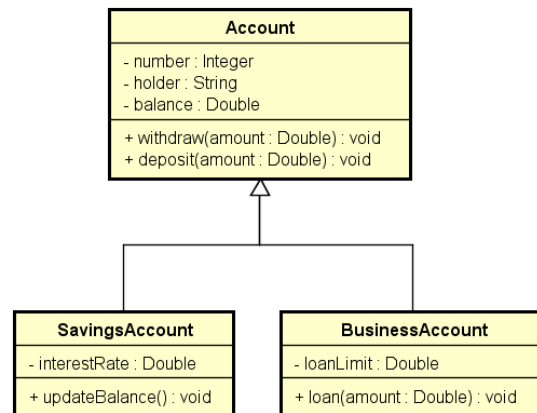 Account
- number : Integer
- holder : String
- balance : Double
+ withdraw(amount : Double) : void
+ deposit(amount : Double) : void
SavingsAccount
- interestRate : Double
+ updateBalance() : void
BusinessAccount
- loanLimit : Double
+ loan(amount : Double) : void